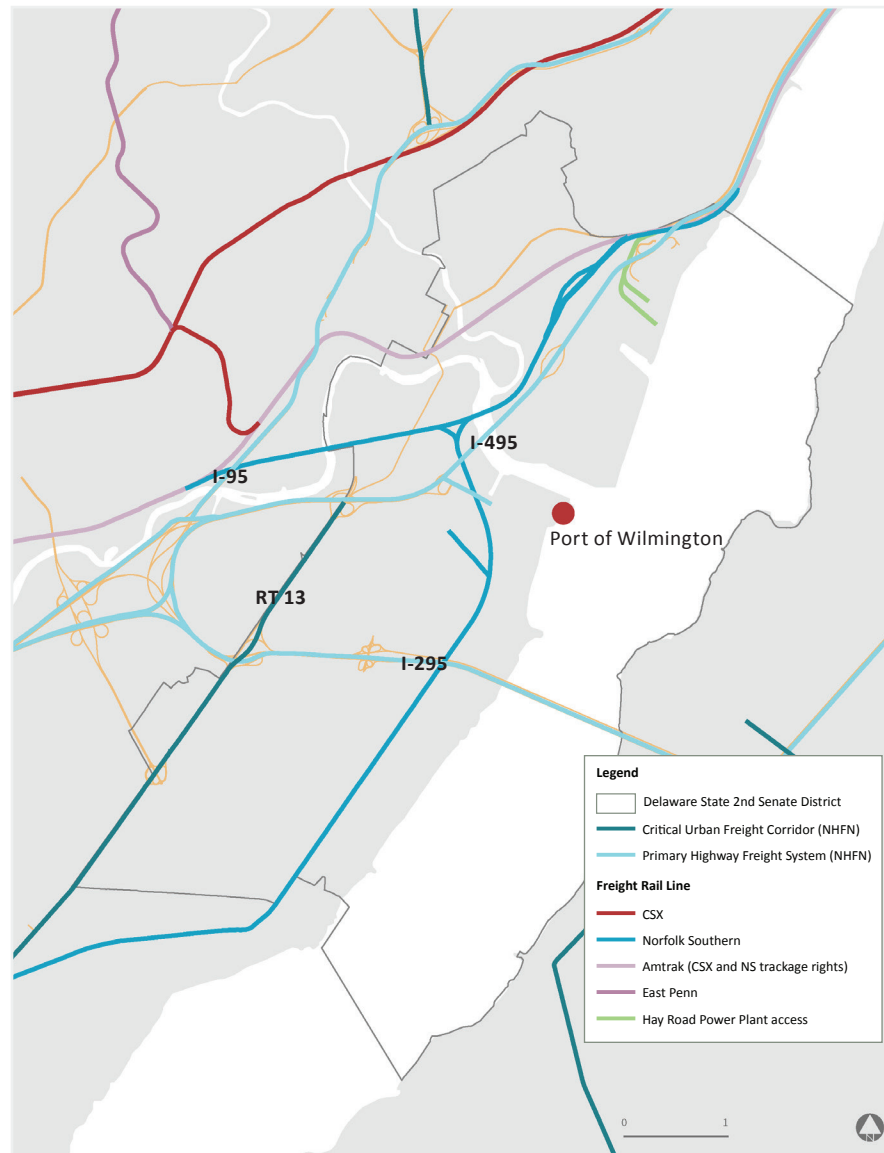 I-495
I-95
Port of Wilmington
RT 13
I-295
Legend
Delaware State 2nd Senate District
Critical Urban Freight Corridor (NHFN)
Primary Highway Freight System (NHFN)
Freight Rail Line
CSX
Norfolk Southern
Amtrak (CSX and NS trackage rights)
East Penn
Hay Road Power Plant access
0 1
N